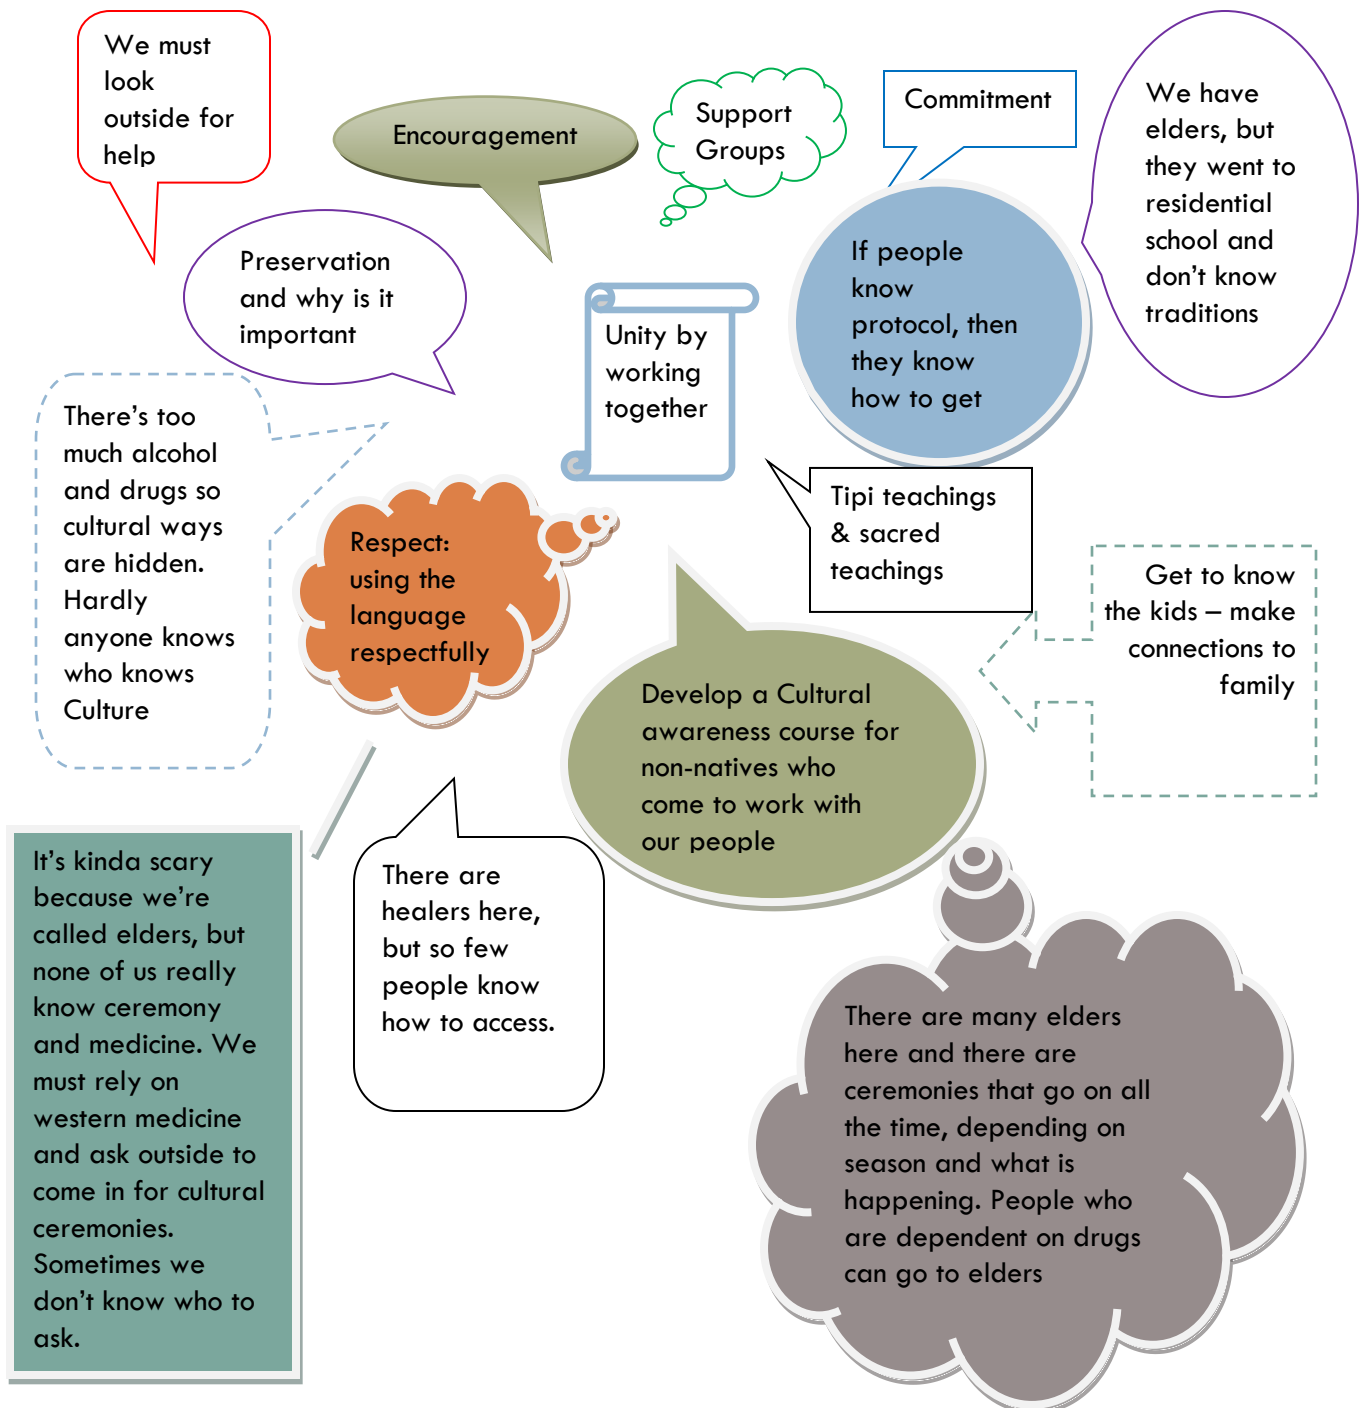 We must
look
outside for
help
Encouragement
Support
Groups
Commitment
We have
elders, but
they went to
residential
school and
don't know
traditions
Preservation
and why is it
important
Unity by
working
together
If people
know
protocol, then
they know
how to get
There's too
much alcohol
and drugs so
cultural ways
are hidden.
Hardly
anyone knows
who knows
Culture
Respect:
using the
language
respectfully
Tipi teachings
& sacred
teachings
Get to know
the kids – make
connections to
family
Develop a Cultural
awareness course for
non-natives who
come to work with
our people
It's kinda scary
because we're
called elders, but
none of us really
know ceremony
and medicine. We
must rely on
western medicine
and ask outside to
come in for cultural
ceremonies.
Sometimes we
don't know who to
ask.
There are
healers here,
but so few
people know
how to access.
There are many elders
here and there are
ceremonies that go on all
the time, depending on
season and what is
happening. People who
are dependent on drugs
can go to elders